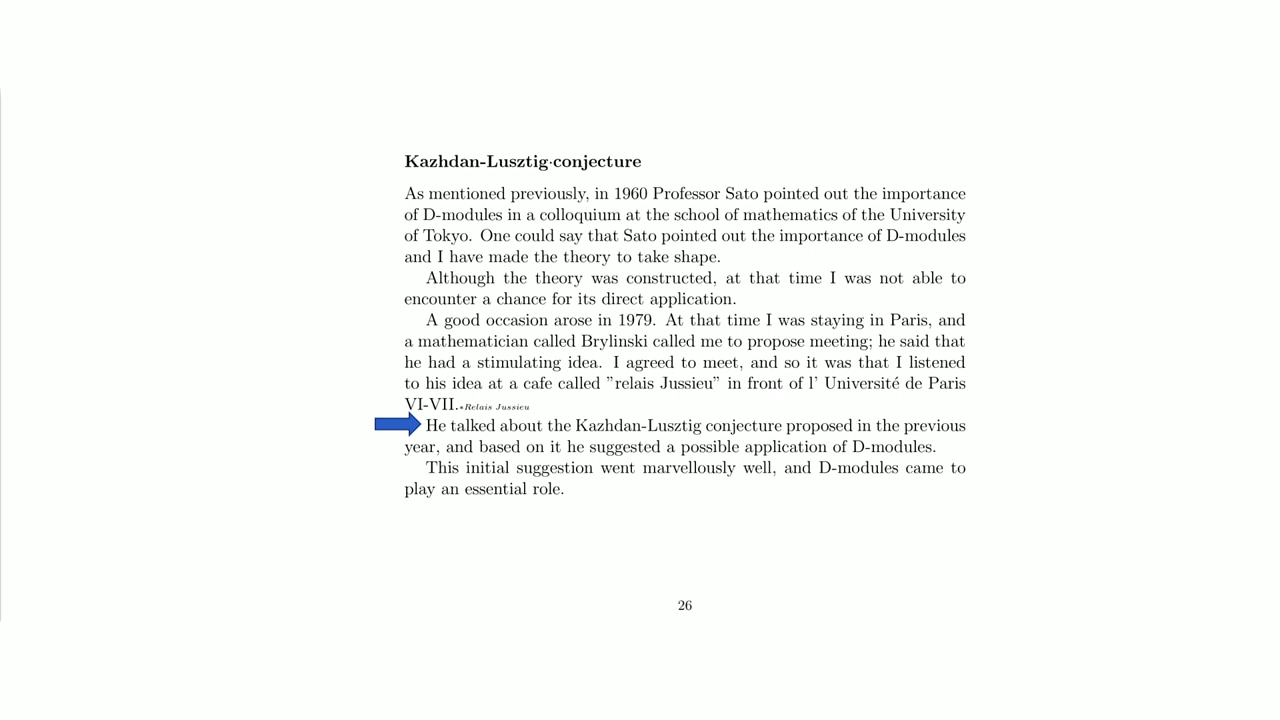 Kazhdan-Lusztig·conjecture
As mentioned previously, in 1960 Professor Sato pointed out the importance
of D-modules in a colloquium at the school of mathematics of the University
of Tokyo. One could say that Sato pointed out the importance of D-modules
and I have made the theory to take shape.
Although the theory was constructed, at that time I was not able to
encounter a chance for its direct application.
A good occasion arose in 1979. At that time I was staying in Paris, and
a mathematician called Brylinski called me to propose meeting; he said that
he had a stimulating idea. I agreed to meet, and so it was that I listened
to his idea at a cafe called ”relais Jussieu” in front of l’ Université de Paris
VI-VII.*Relais Jussieu
He talked about the Kazhdan-Lusztig conjecture proposed in the previous
year, and based on it he suggested a possible application of D-modules.
This initial suggestion went marvellously well, and D-modules came to
play an essential role.
26